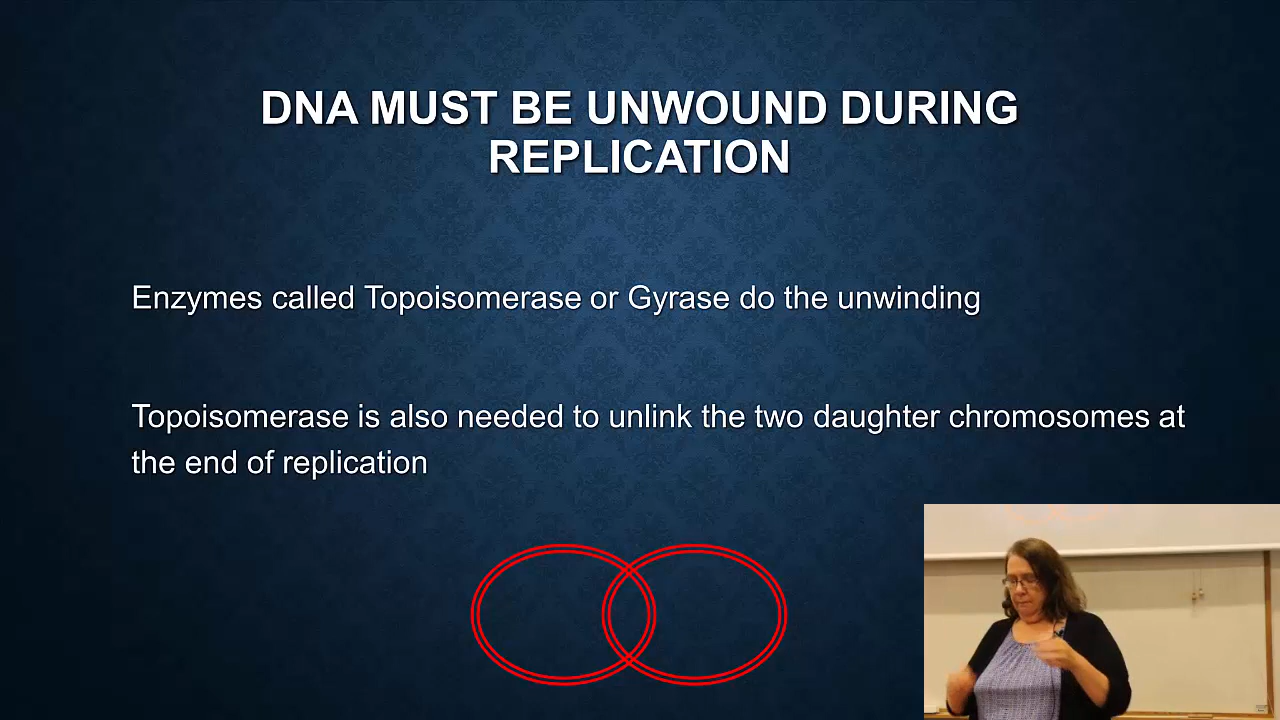 DNA MUST BE UNWOUND DURING
REPLICATION
Enzymes called Topoisomerase or Gyrase do the unwinding
Topoisomerase is also needed to unlink the two daughter chromosomes at
the end of replication